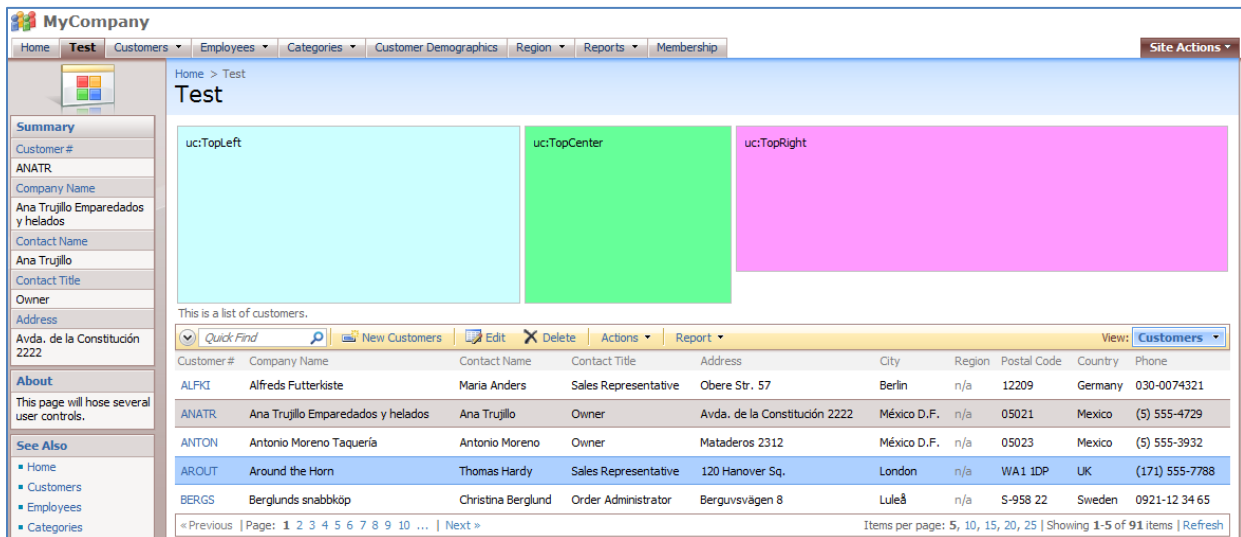 MyCompany
Home Test Customers Employees Categories Customer Demographics Region Reports Membership Site Actions
Home > Test
Test
Summary
Customer#
ANATR
Company Name
Ana Trujillo Emparedados
y helados
Contact Name
Ana Trujillo
Contact Title
Owner
Address
Avda. de la Constitución
2222
About
This page will hose several
user controls.
See Also
Home
Customers
Employees
Categories
uc:TopLeft uc:TopCenter uc:TopRight
This is a list of customers.
Quick Find New Customers Edit Delete Actions Report View: Customers
Customer# Company Name Contact Name Contact Title Address City Region Postal Code Country Phone
ALFKI Alfreds Futterkiste Maria Anders Sales Representative Obere Str. 57 Berlin n/a 12209 Germany 030-0074321
ANATR Ana Trujillo Emparedados y helados Ana Trujillo Owner Avda. de la Constitución 2222 México D.F. n/a 05021 Mexico (5) 555-4729
ANTON Antonio Moreno Taquería Antonio Moreno Owner Mataderos 2312 México D.F. n/a 05023 Mexico (5) 555-3932
AROUT Around the Horn Thomas Hardy Sales Representative 120 Hanover Sq. London n/a WA1 1DP UK (171) 555-7788
BERGS Berglunds snabbköp Christina Berglund Order Administrator Berguvsvägen 8 Luleå n/a S-958 22 Sweden 0921-12 34 65
« Previous | Page: 1 2 3 4 5 6 7 8 9 10 ... | Next » Items per page: 5, 10, 15, 20, 25 | Showing 1-5 of 91 items | Refresh